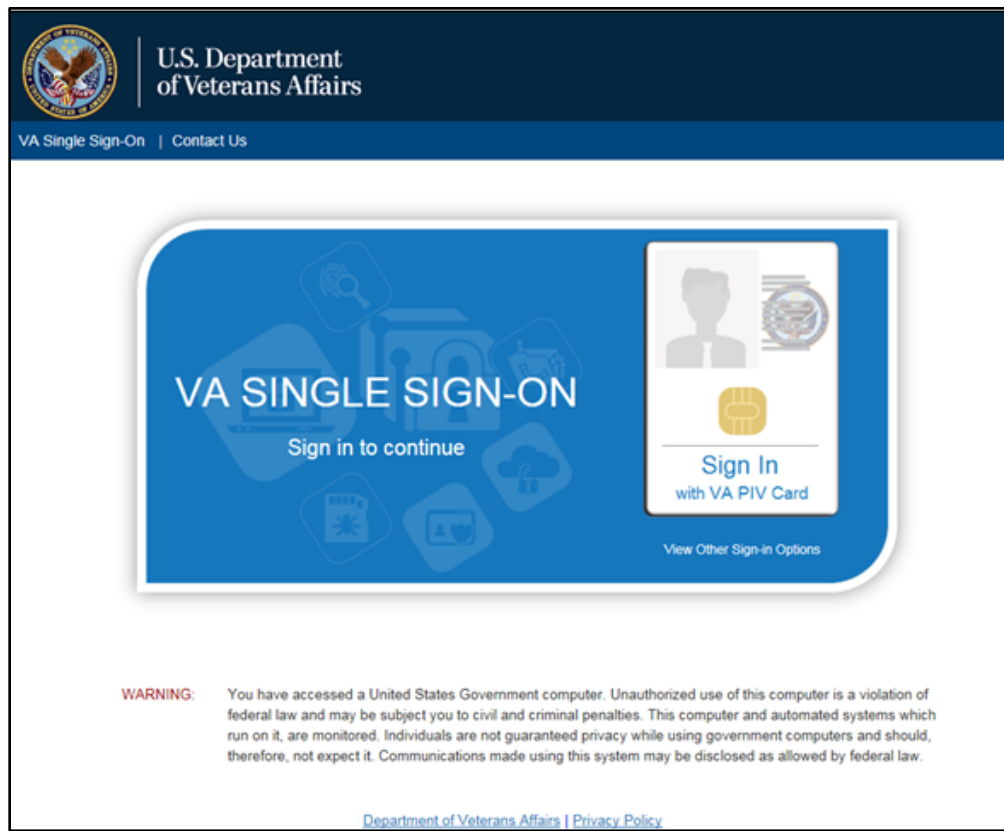 U.S. Department
of Veterans Affairs
VA Single Sign-On | Contact Us
VA SINGLE SIGN-ON
Sign in to continue
Sign In
with VA PIV Card
View Other Sign-in Options
WARNING: You have accessed a United States Government computer. Unauthorized use of this computer is a violation of
federal law and may be subject you to civil and criminal penalties. This computer and automated systems which
run on it, are monitored. Individuals are not guaranteed privacy while using government computers and should,
therefore, not expect it. Communications made using this system may be disclosed as allowed by federal law.
Department of Veterans Affairs | Privacy Policy